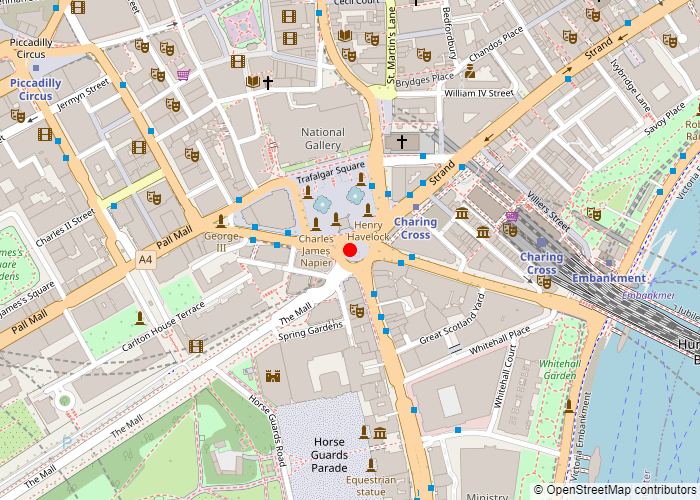 Cecil Court
Piccadilly
Circus
Piccadilly
Circus
Jermyn Street
St. Martin's Lane
Bedfordbury
Chandos Place
Strand
Brydges Place
William IV Street
Ivybridge Lane
Savoy Place
National
Gallery
Trafalgar Square
Strand
Villiers Street
Charles II Street
Pall Mall
George
III
Charles
James
Napier
Henry
Havelock
Charing
Cross
Charing
Cross
Embankment
Embankmen
A4
James's Square
Pall Mall
Carlton House Terrace
The Mall
Spring Gardens
Great Scotland Yard
Whitehall Place
Whitehall Court
Whitehall
Garden
Victoria Embankment
The Mall
The Mall
Horse Guards Road
Horse
Guards
Parade
Equestrian
statue
Ministry
© OpenStreetMap contributors